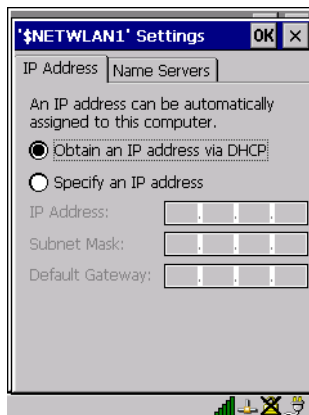 '$NETWLAN1' Settings OK ×
IP Address Name Servers
An IP address can be automatically
assigned to this computer.
Obtain an IP address via DHCP
Specify an IP address
IP Address: . . .
Subnet Mask: . . .
Default Gateway: . . .